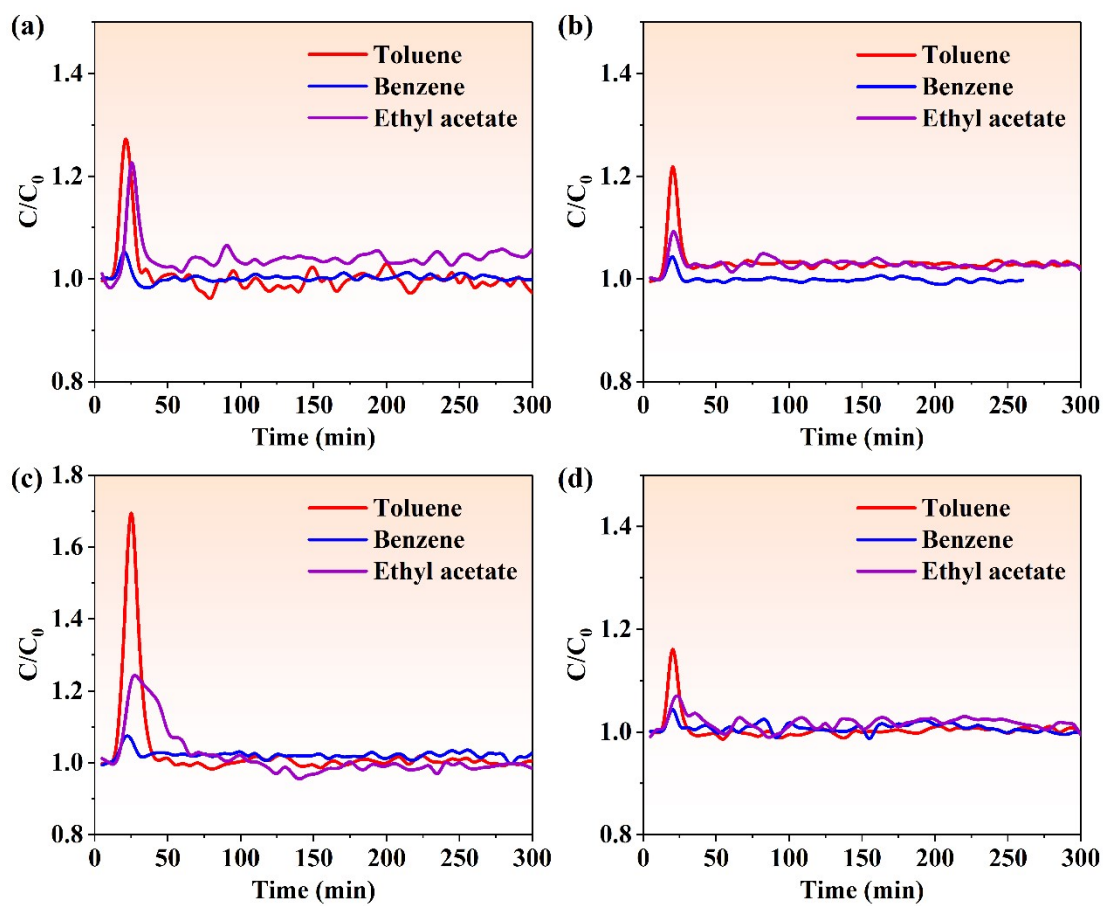 (a)
Toluene
Benzene
Ethyl acetate
1.4
1.2
1.0
0.8
C/C0
0 50 100 150 200 250 300
Time (min)
(b)
Toluene
Benzene
Ethyl acetate
1.4
1.2
1.0
0.8
C/C0
0 50 100 150 200 250 300
Time (min)
(c)
Toluene
Benzene
Ethyl acetate
1.8
1.6
1.4
1.2
1.0
0.8
C/C0
0 50 100 150 200 250 300
Time (min)
(d)
Toluene
Benzene
Ethyl acetate
1.4
1.2
1.0
0.8
C/C0
0 50 100 150 200 250 300
Time (min)